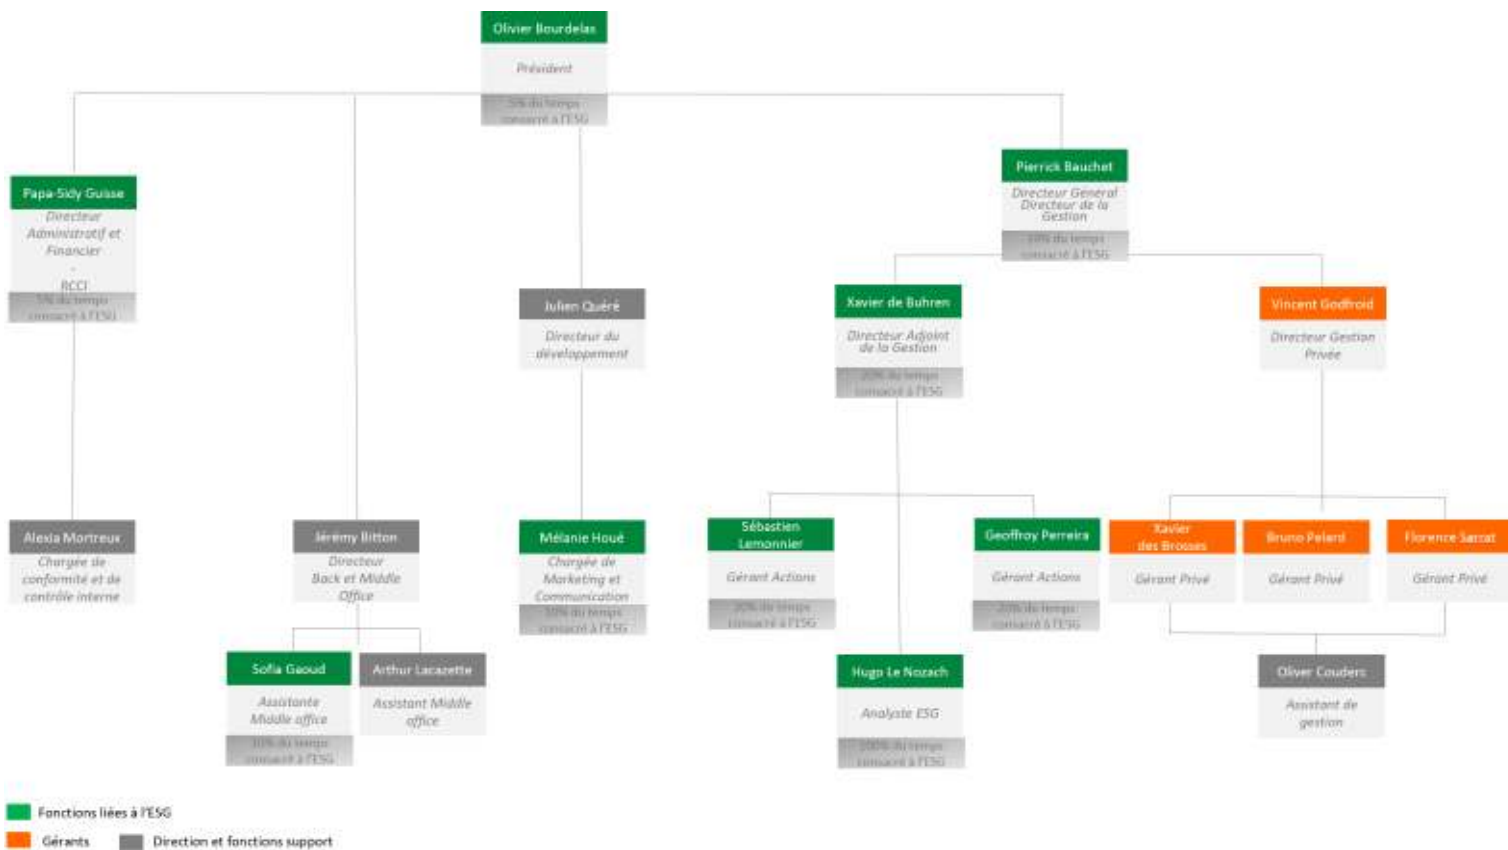 Olivier Bourdelas
Président
5% du temps
consacré à l'ESG
Papa-Sidy Guisse
Directeur
Administratif et
Financier
-
RCCI
5% du temps
consacré à l'ESG
Pierrick Bauchet
Directeur Général
Directeur de la
Gestion
du temps
consacré à l'ESG
Julien Quéré
Directeur du
développement
Xavier de Buhren
Directeur Adjoint
de la Gestion
20% du temps
consacré à l'ESG
Vincent Godfroid
Directeur Gestion
Privée
Alexia Mortreux
Chargée de
conformité et de
contrôle interne
Jérémy Bitton
Directeur
Back et Middle
Office
Mélanie Houé
Chargée de
Marketing et
Communication
du temps
consacré à l'ESG
Sébastien
Lemonnier
Gérant Actions
20% du temps
consacré à l'ESG
Geoffroy Perreira
Gérant Actions
20% du temps
consacré à l'ESG
Xavier
des Brosses
Gérant Privé
Bruno Pelard
Gérant Privé
Florence Sarrat
Gérant Privé
Sofia Gaoud
Assistante
Middle office
du temps
consacré à l'ESG
Arthur Lacazette
Assistant Middle
office
Hugo Le Nozach
Analyste ESG
100% du temps
consacré à l'ESG
Oliver Couders
Assistant de
gestion
Fonctions liées à l'ESG
Gérants
Direction et fonctions support